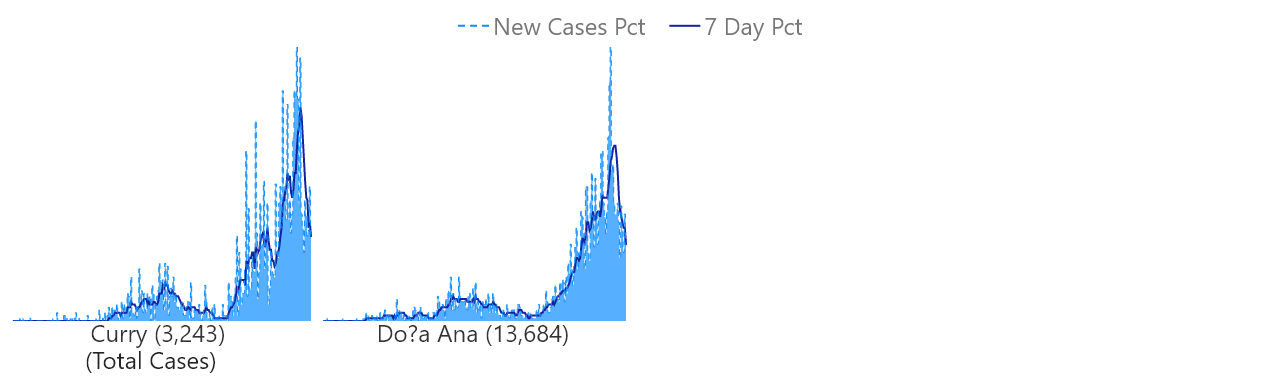 New Cases Pct 7 Day Pct
Curry (3,243) Do?a Ana (13,684)
(Total Cases)